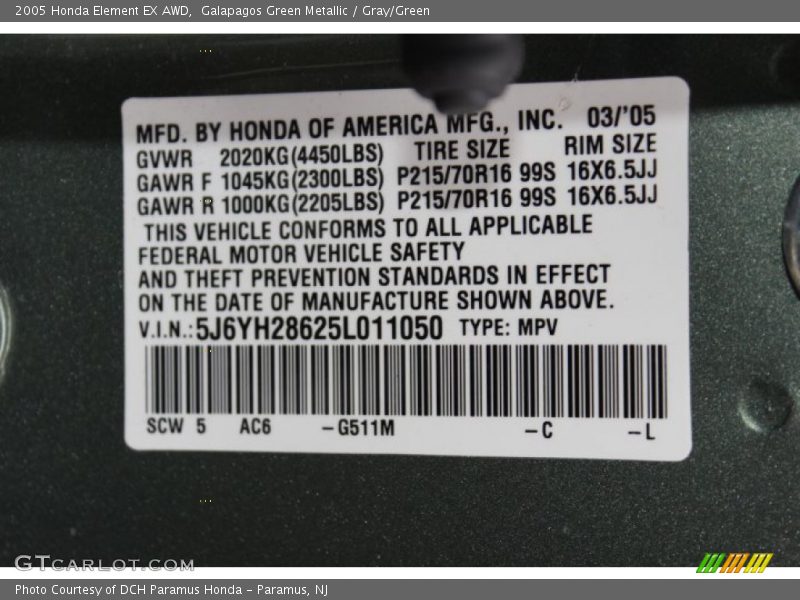 2005 Honda Element EX AWD,  Galapagos Green Metallic / Gray/Green
MFD. BY HONDA OF AMERICA MFG., INC. 03/'05
GVWR 2020KG(4450LBS) TIRE SIZE RIM SIZE
GAWR F 1045KG(2300LBS) P215/70R16 99S 16X6.5JJ
GAWR R 1000KG(2205LBS) P215/70R16 99S 16X6.5JJ
THIS VEHICLE CONFORMS TO ALL APPLICABLE
FEDERAL MOTOR VEHICLE SAFETY
AND THEFT PREVENTION STANDARDS IN EFFECT
ON THE DATE OF MANUFACTURE SHOWN ABOVE.
V.I.N.: 5J6YH28625L011050 TYPE: MPV
SCW 5 AC6 -G511M -C -L
GTCARLOT.COM
Photo Courtesy of DCH Paramus Honda - Paramus, NJ